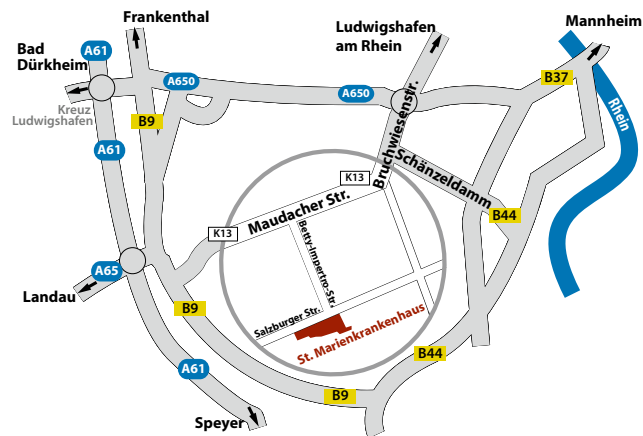 Frankenthal
Ludwigshafen
am Rhein
Mannheim
Bad
Dürkheim
A61
A650
A650
B37
Kreuz
Ludwigshafen
B9
Rhein
A61
Bruchwiesenstr.
Schänzeldamm
K13
Maudacher Str.
B44
K13
Betty-Impertro-Str.
A65
Landau
B9
Salzburger Str.
St. Marienkrankenhaus
B44
A61
B9
Speyer